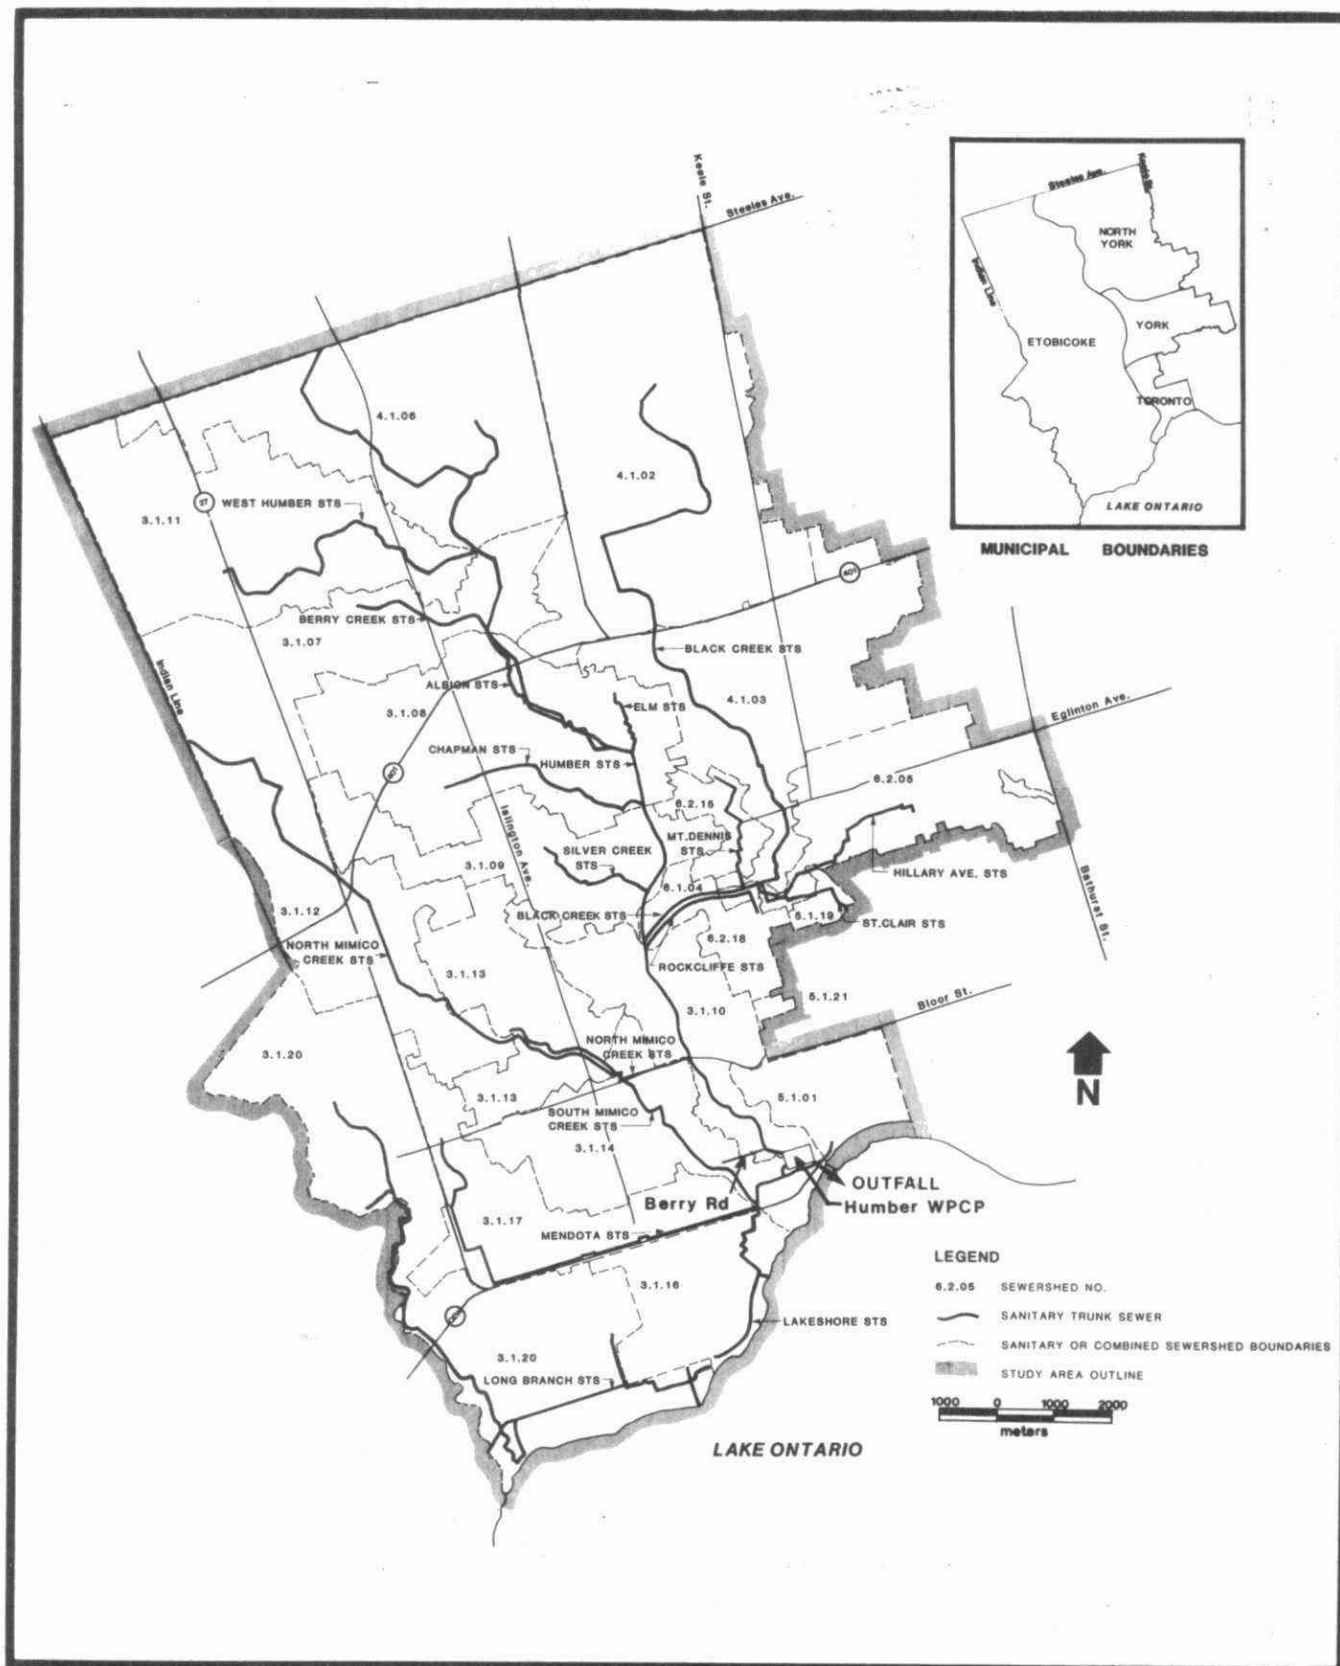 Keele St.
Steeles Ave.
Steeles Ave.
Keele St.
NORTH
YORK
Indian Line
YORK
ETOBICOKE
TORONTO
LAKE ONTARIO
MUNICIPAL BOUNDARIES
4.1.06
4.1.02
27
WEST HUMBER STS
3.1.11
401
BERRY CREEK STS
3.1.07
BLACK CREEK STS
Indian Line
ALBION STS
4.1.03
ELM STS
3.1.08
Eglinton Ave.
CHAPMAN STS
HUMBER STS
401
6.2.05
6.2.15
Islington Ave.
MT. DENNIS
STS
SILVER CREEK
STS
3.1.09
HILLARY AVE. STS
6.1.04
Bathurst St.
3.1.12
BLACK CREEK STS
6.1.19
ST. CLAIR STS
NORTH MIMICO
CREEK STS
6.2.18
ROCKCLIFFE STS
3.1.13
5.1.21
3.1.10
Bloor St.
NORTH MIMICO
CREEK STS
3.1.20
N
3.1.13
5.1.01
SOUTH MIMICO
CREEK STS
3.1.14
OUTFALL
Berry Rd
Humber WPCP
3.1.17
MENDOTA STS
3.1.16
LAKESHORE STS
3.1.20
LONG BRANCH STS
LEGEND
6.2.05 SEWERSHED NO.
SANITARY TRUNK SEWER
SANITARY OR COMBINED SEWERSHED BOUNDARIES
STUDY AREA OUTLINE
1000 0 1000 2000
meters
LAKE ONTARIO